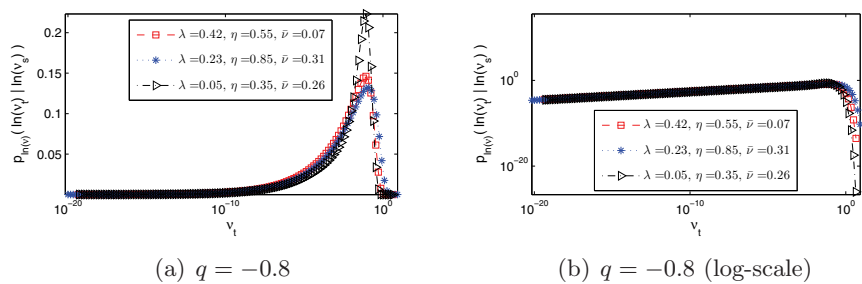 0.2
0.15
0.1
0.05
p_{ln(ν)}( ln(ν_t) | ln(ν_s) )
λ=0.42, η=0.55, ν̄=0.07
λ=0.23, η=0.85, ν̄=0.31
λ=0.05, η=0.35, ν̄=0.26
10^{-20}
10^{-10}
10^0
ν_t
(a) q = −0.8
10^0
10^{-20}
p_{ln(ν)}( ln(ν_t) | ln(ν_s) )
λ=0.42, η=0.55, ν̄=0.07
λ=0.23, η=0.85, ν̄=0.31
λ=0.05, η=0.35, ν̄=0.26
10^{-20}
10^{-10}
10^0
ν_t
(b) q = −0.8 (log-scale)